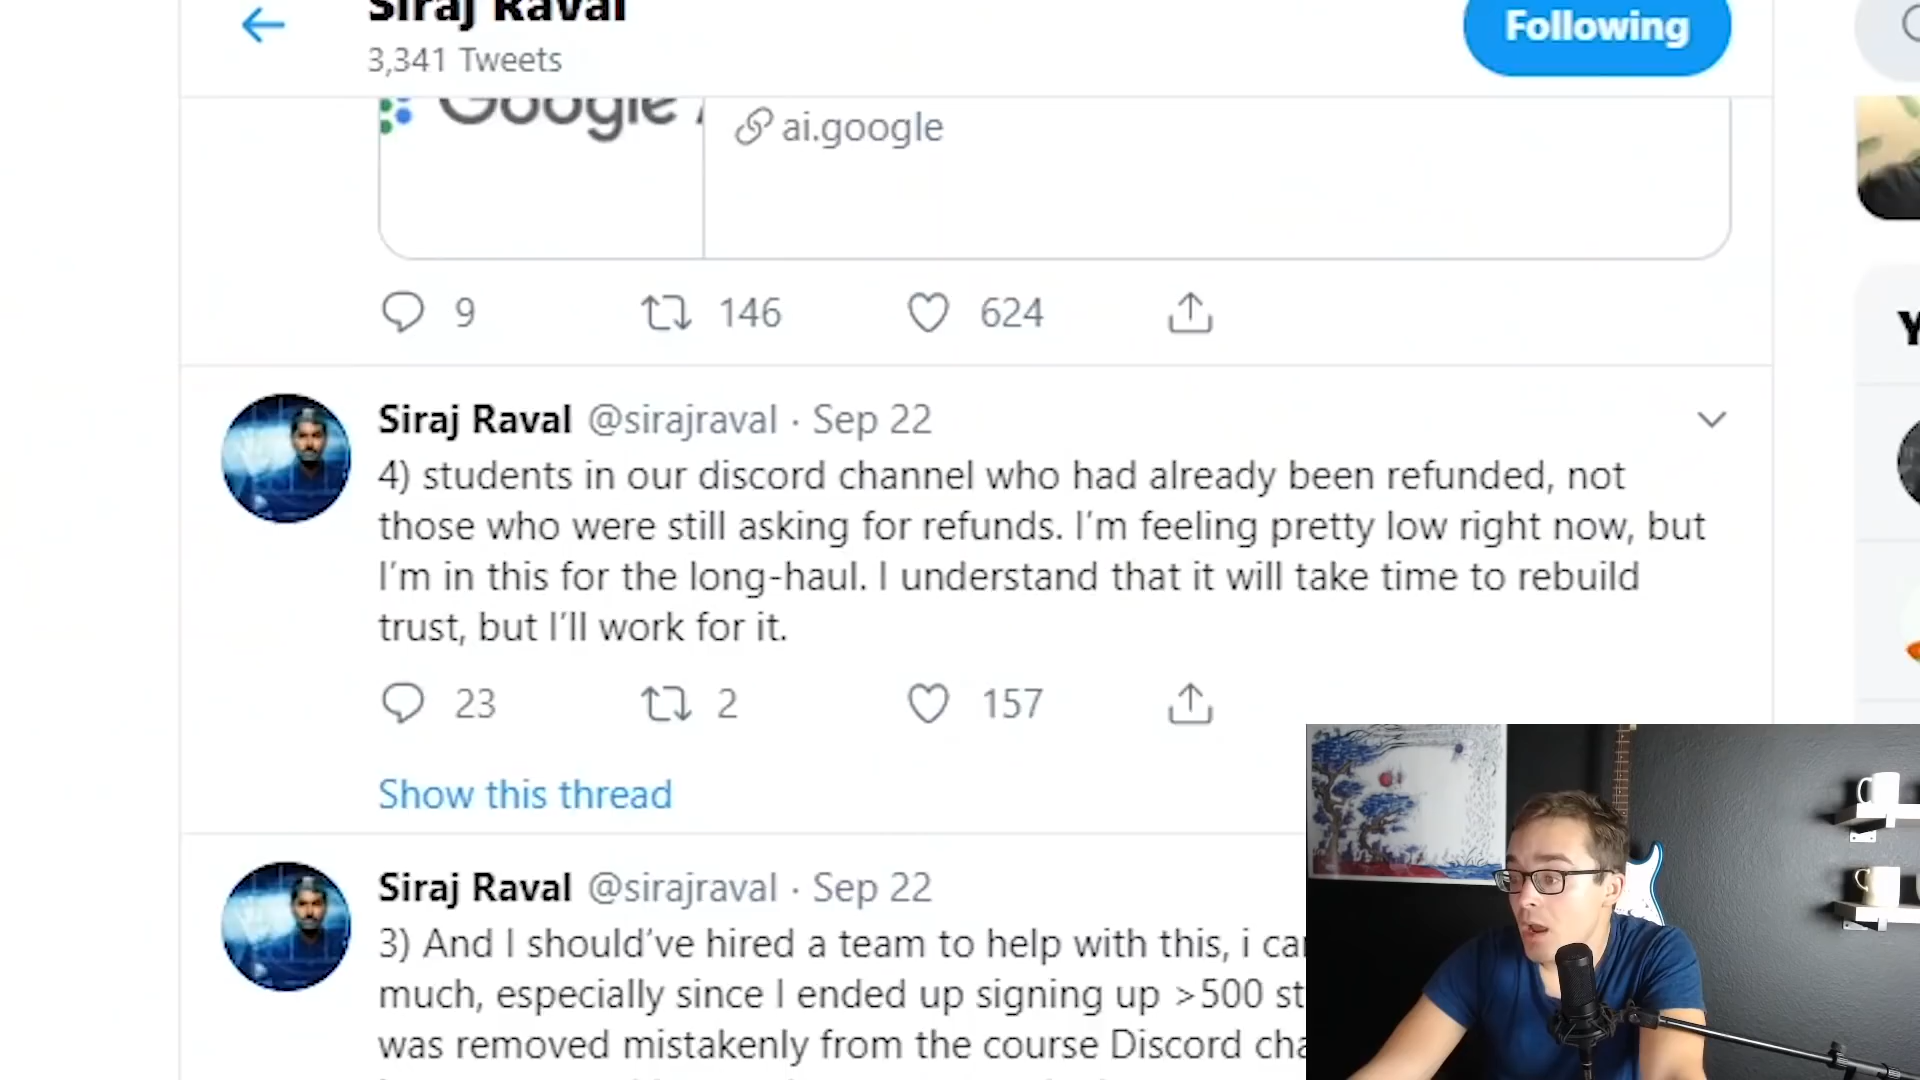 Siraj Raval
3,341 Tweets
Following
Google
ai.google
9 146 624
Siraj Raval @sirajraval · Sep 22
4) students in our discord channel who had already been refunded, not
those who were still asking for refunds. I'm feeling pretty low right now, but
I'm in this for the long-haul. I understand that it will take time to rebuild
trust, but I'll work for it.
23 2 157
Show this thread
Siraj Raval @sirajraval · Sep 22
3) And I should've hired a team to help with this, i
much, especially since I ended up signing up >500
was removed mistakenly from the course Discord